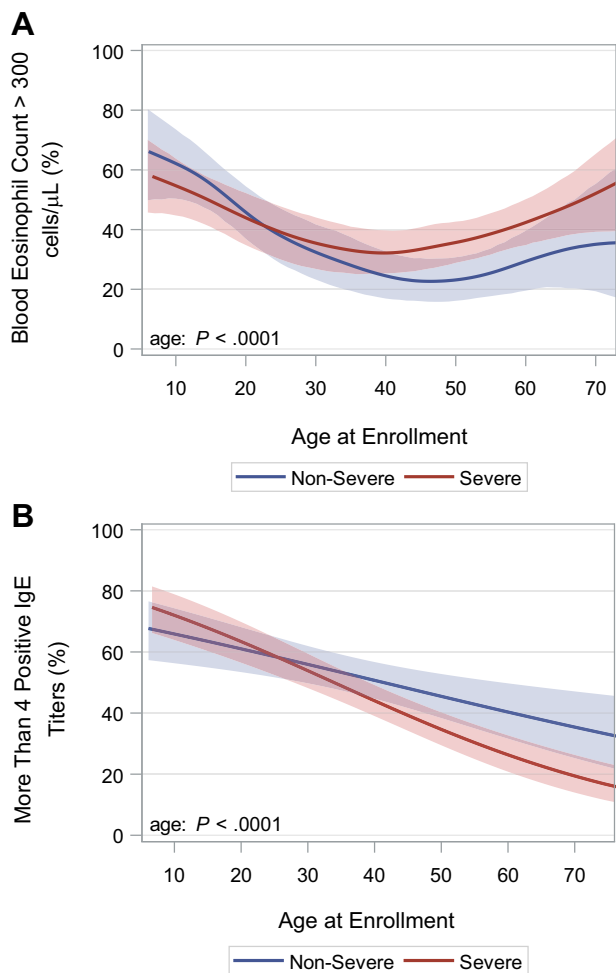 A
Blood Eosinophil Count > 300
cells/μL (%)
100
80
60
40
20
0
age: P < .0001
10 20 30 40 50 60 70
Age at Enrollment
Non-Severe Severe
B
More Than 4 Positive IgE
Titers (%)
100
80
60
40
20
0
age: P < .0001
10 20 30 40 50 60 70
Age at Enrollment
Non-Severe Severe